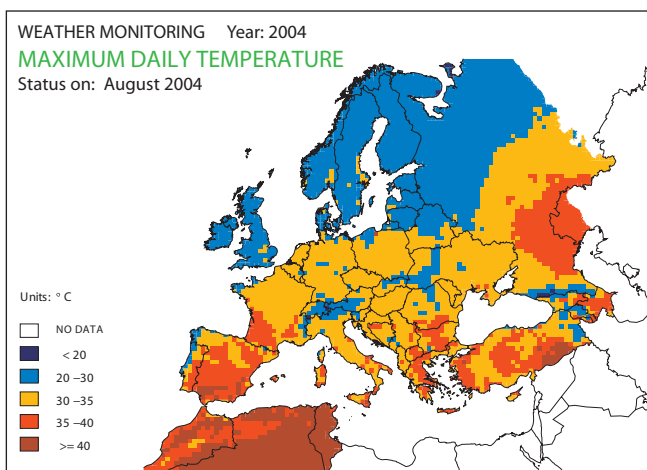 WEATHER MONITORING Year: 2004
MAXIMUM DAILY TEMPERATURE
Status on: August 2004
Units: ° C
NO DATA
< 20
20 –30
30 –35
35 –40
>= 40